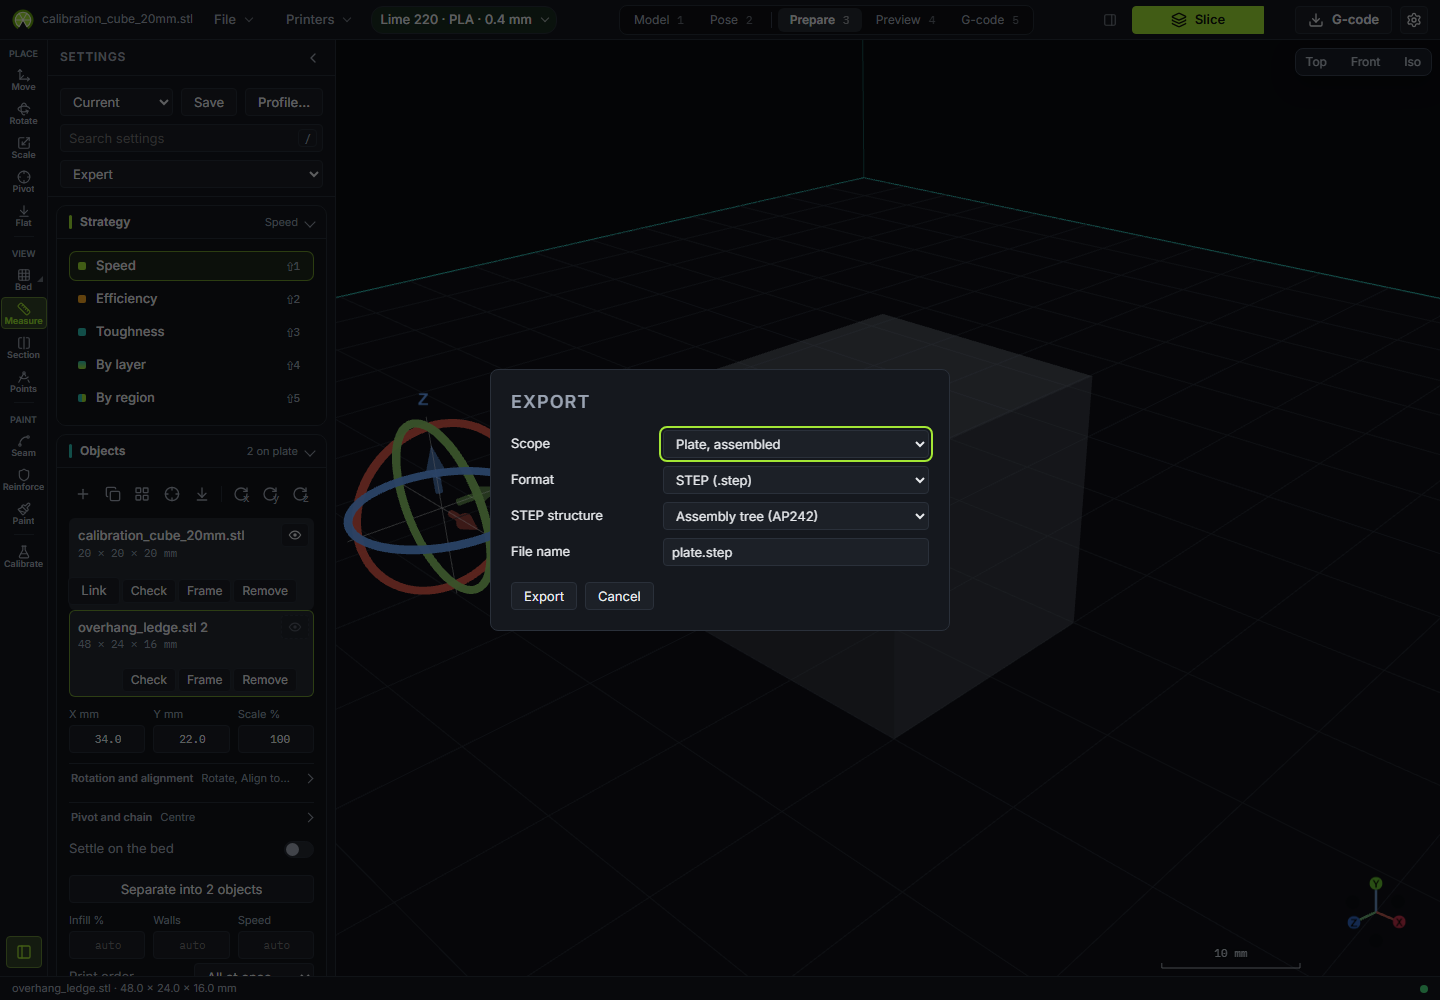 calibration_cube_20mm.stl File Printers Lime 220 · PLA · 0.4 mm Model 1 Pose 2 Prepare 3 Preview 4 G-code 5 Slice G-code
PLACE
Move
Rotate
Scale
Pivot
Flat
VIEW
Bed
Measure
Section
Points
PAINT
Seam
Reinforce
Paint
Calibrate
SETTINGS
Current Save Profile...
Search settings /
Expert
Strategy Speed
Speed ⇧1
Efficiency ⇧2
Toughness ⇧3
By layer ⇧4
By region ⇧5
Objects 2 on plate
calibration_cube_20mm.stl
20 × 20 × 20 mm
Link Check Frame Remove
overhang_ledge.stl 2
48 × 24 × 16 mm
Check Frame Remove
X mm Y mm Scale %
34.0 22.0 100
Rotation and alignment Rotate, Align to...
Pivot and chain Centre
Settle on the bed
Separate into 2 objects
Infill % Walls Speed
auto auto auto
Print order All at once
Top Front Iso
Z
EXPORT
Scope Plate, assembled
Format STEP (.step)
STEP structure Assembly tree (AP242)
File name plate.step
Export Cancel
Y
Z X
10 mm
overhang_ledge.stl · 48.0 × 24.0 × 16.0 mm